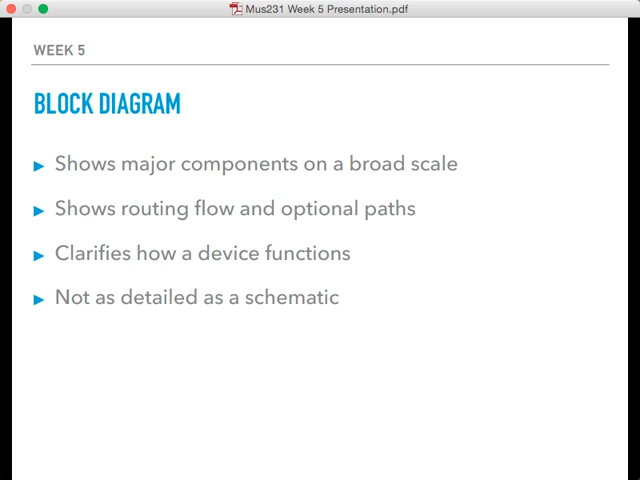 Mus231 Week 5 Presentation.pdf
WEEK 5
BLOCK DIAGRAM
▶ Shows major components on a broad scale
▶ Shows routing flow and optional paths
▶ Clarifies how a device functions
▶ Not as detailed as a schematic